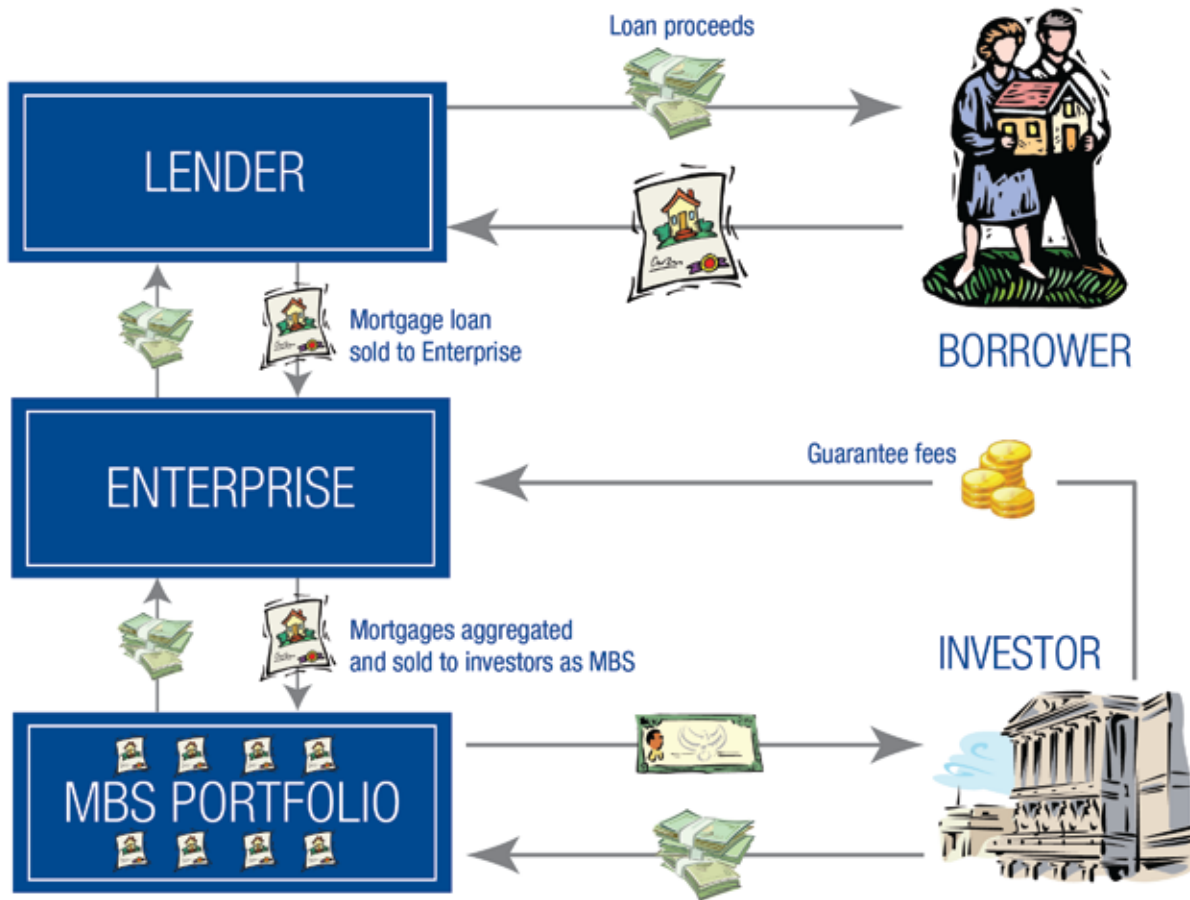 Loan proceeds
LENDER
Mortgage loan
sold to Enterprise
BORROWER
ENTERPRISE
Guarantee fees
Mortgages aggregated
and sold to investors as MBS
INVESTOR
MBS PORTFOLIO